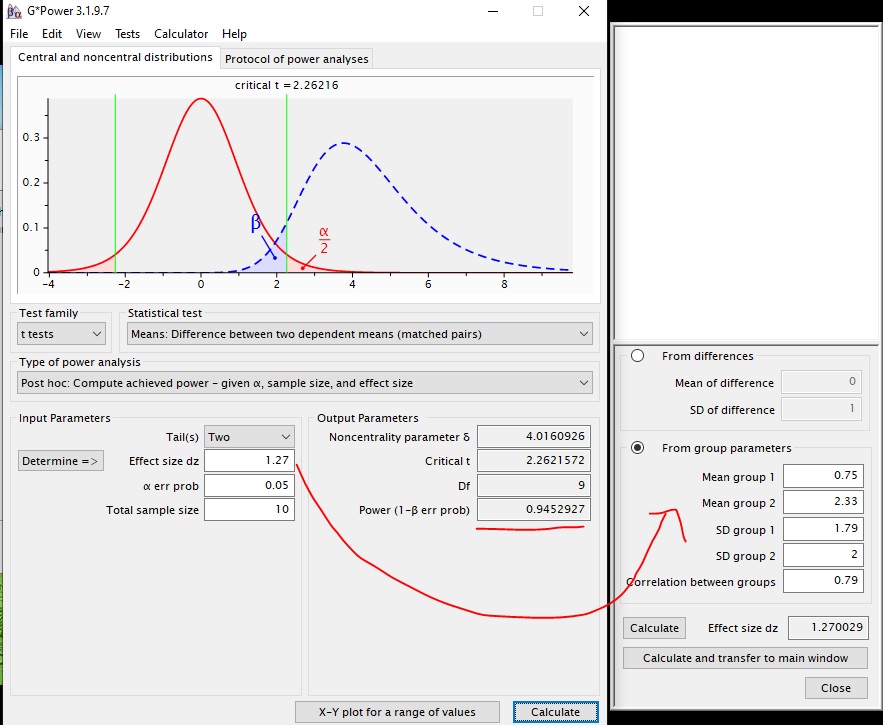 G*Power 3.1.9.7
File Edit View Tests Calculator Help
Central and noncentral distributions Protocol of power analyses
critical t = 2.26216
0.3
0.2
0.1
0
β
α
2
-4 -2 0 2 4 6 8
Test family Statistical test
t tests Means: Difference between two dependent means (matched pairs)
Type of power analysis
Post hoc: Compute achieved power - given α, sample size, and effect size
Input Parameters
Tail(s) Two
Determine => Effect size dz 1.27
α err prob 0.05
Total sample size 10
Output Parameters
Noncentrality parameter δ 4.0160926
Critical t 2.2621572
Df 9
Power (1-β err prob) 0.9452927
X-Y plot for a range of values Calculate
From differences
Mean of difference 0
SD of difference 1
From group parameters
Mean group 1 0.75
Mean group 2 2.33
SD group 1 1.79
SD group 2 2
Correlation between groups 0.79
Calculate Effect size dz 1.270029
Calculate and transfer to main window
Close